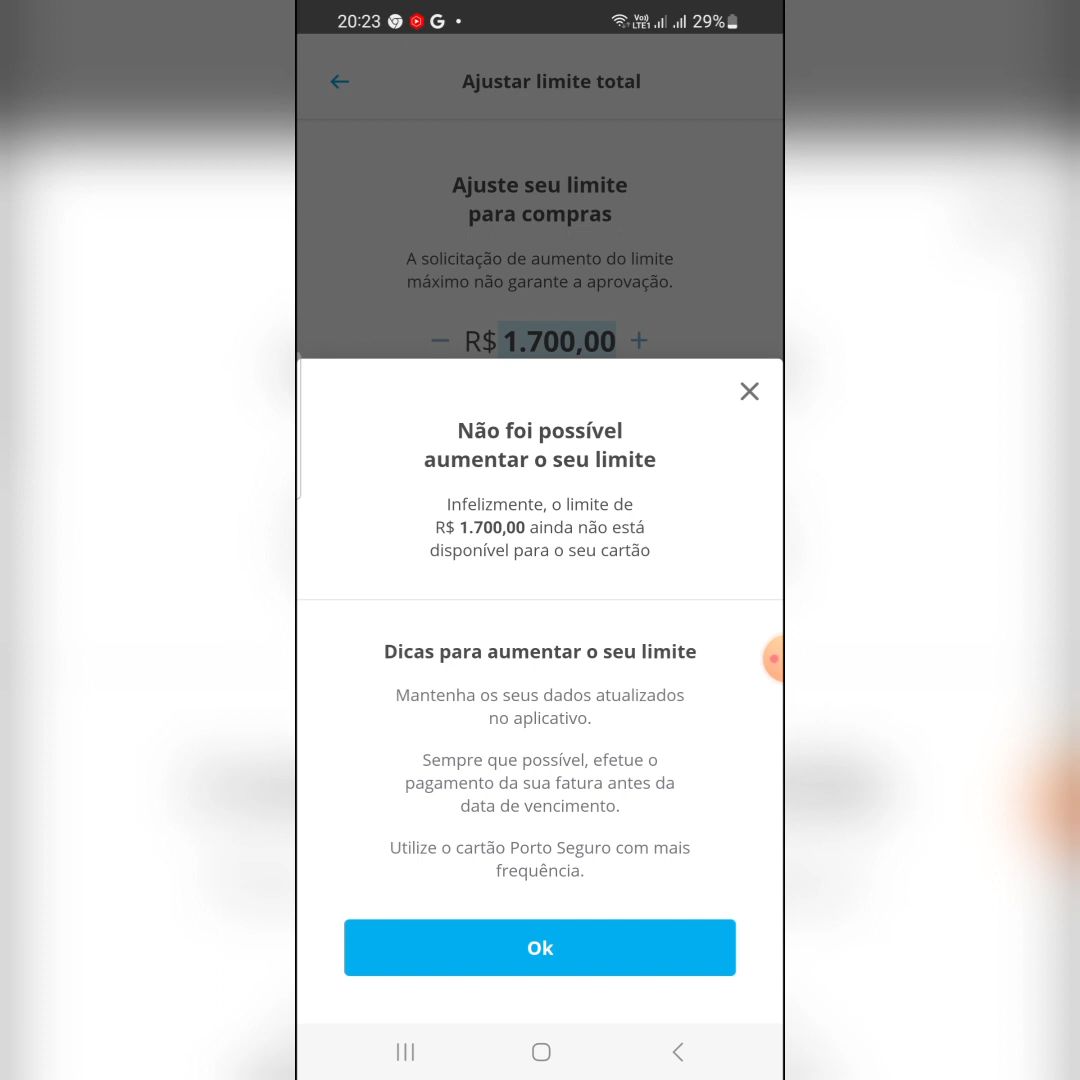 20:23
Vo))
LTE1
29%
Ajustar limite total
Ajuste seu limite
para compras
A solicitação de aumento do limite
máximo não garante a aprovação.
− R$ 1.700,00 +
Não foi possível
aumentar o seu limite
Infelizmente, o limite de
R$ 1.700,00 ainda não está
disponível para o seu cartão
Dicas para aumentar o seu limite
Mantenha os seus dados atualizados
no aplicativo.
Sempre que possível, efetue o
pagamento da sua fatura antes da
data de vencimento.
Utilize o cartão Porto Seguro com mais
frequência.
Ok